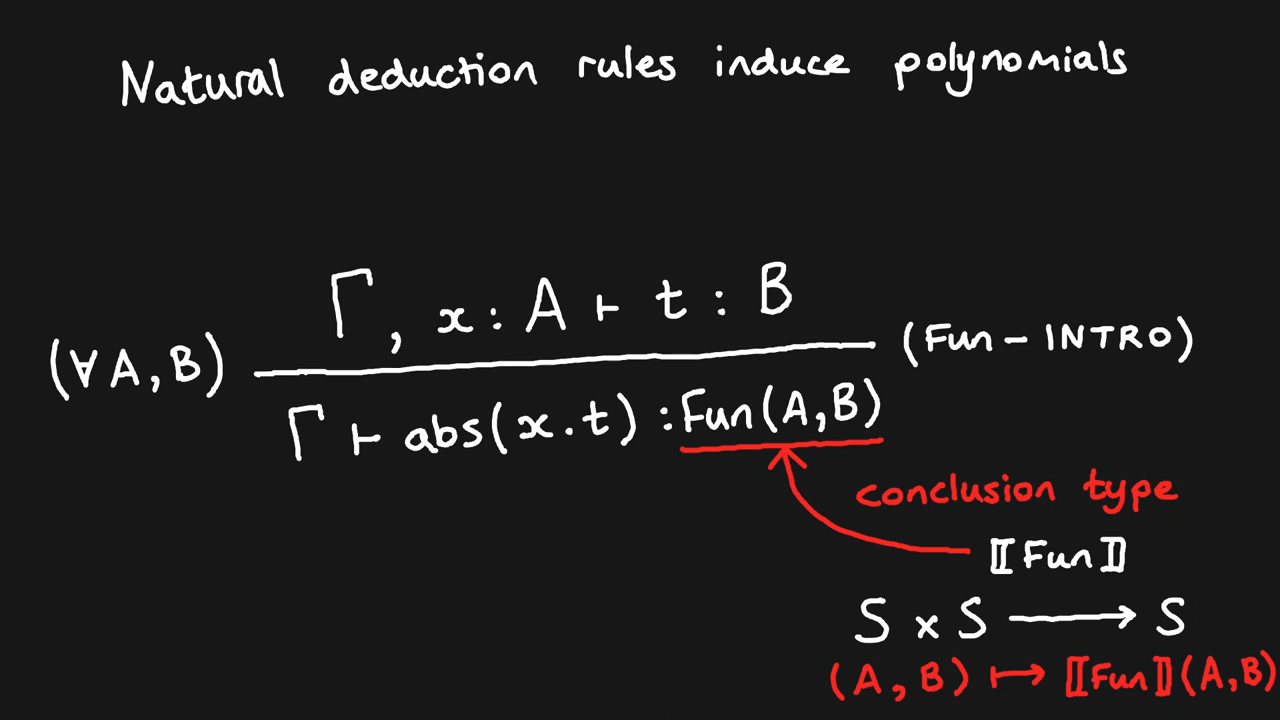 Natural deduction rules induce polynomials
Γ, x : A ⊢ t : B
(∀A,B) (Fun-INTRO)
Γ ⊢ abs(x.t) : Fun(A,B)
conclusion type
⟦Fun⟧
S × S ⟶ S
(A, B) ⟼ ⟦Fun⟧(A,B)